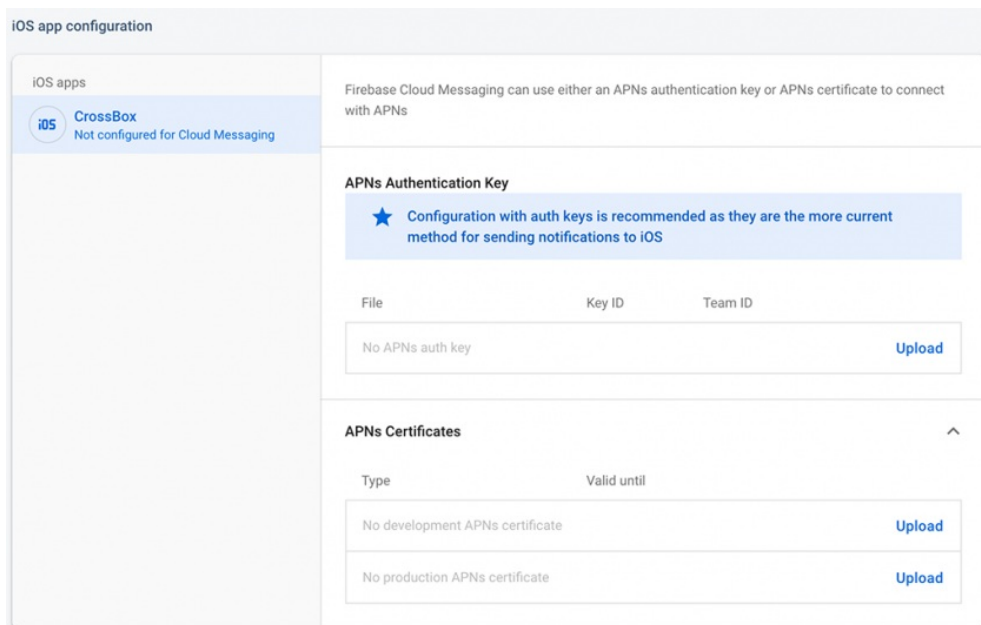 iOS app configuration
iOS apps
iOS
CrossBox
Not configured for Cloud Messaging
Firebase Cloud Messaging can use either an APNs authentication key or APNs certificate to connect
with APNs
APNs Authentication Key
Configuration with auth keys is recommended as they are the more current
method for sending notifications to iOS
File Key ID Team ID
No APNs auth key Upload
APNs Certificates
Type Valid until
No development APNs certificate Upload
No production APNs certificate Upload